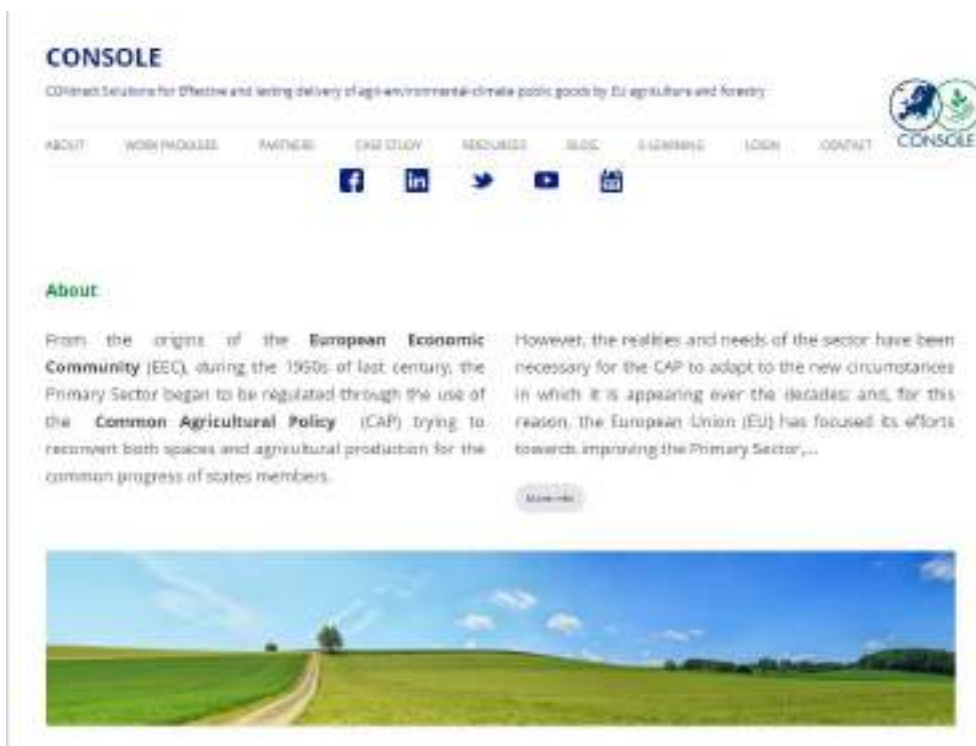 CONSOLE
CONtract Solutions for Effective and lasting delivery of agri-environmental-climate public goods by EU agriculture and forestry
CONSOLE
ABOUT WORK PACKAGES PARTNERS CASE STUDY RESOURCES BLOG E-LEARNING LOGIN CONTACT
About
From the origins of the European Economic
Community (EEC), during the 1960s of last century, the
Primary Sector began to be regulated through the use of
the Common Agricultural Policy (CAP) trying to
reconvert both spaces and agricultural production for the
common progress of states members.
However, the realities and needs of the sector have been
necessary for the CAP to adapt to the new circumstances
in which it is appearing over the decades; and, for this
reason, the European Union (EU) has focused its efforts
towards improving the Primary Sector,...
More info